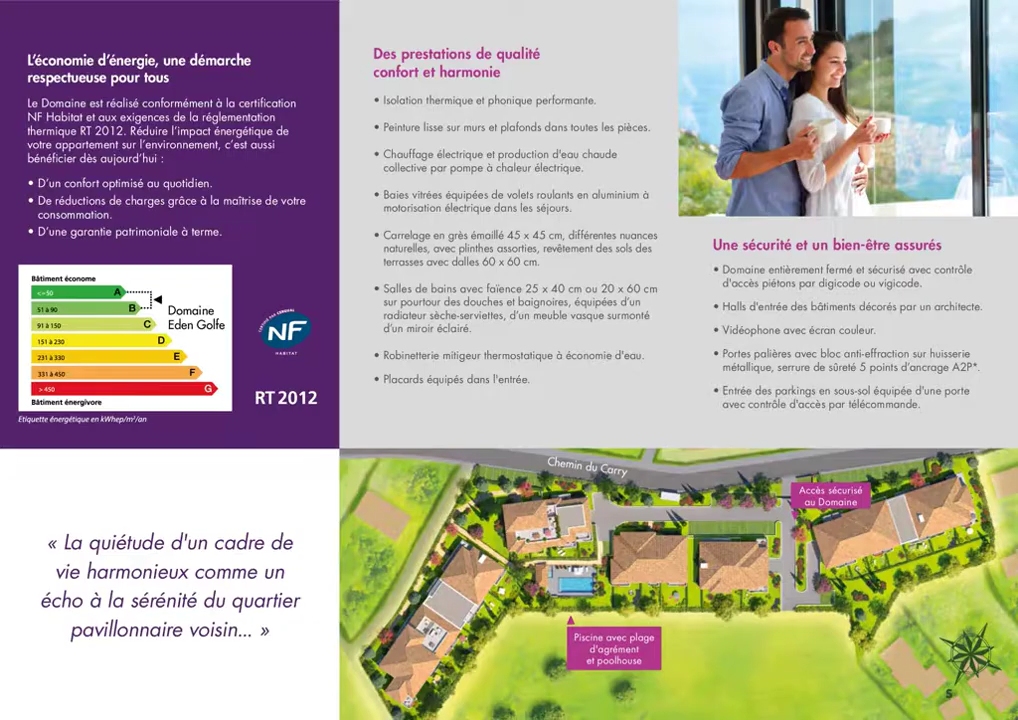 L'économie d'énergie, une démarche
respectueuse pour tous
Le Domaine est réalisé conformément à la certification
NF Habitat et aux exigences de la réglementation
thermique RT 2012. Réduire l'impact énergétique de
votre appartement sur l'environnement, c'est aussi
bénéficier dès aujourd'hui :
• D'un confort optimisé au quotidien.
• De réductions de charges grâce à la maîtrise de votre
consommation.
• D'une garantie patrimoniale à terme.
Bâtiment économe
<=50 A
51 à 90 B
91 à 150 C
151 à 230 D
231 à 330 E
331 à 450 F
> 450 G
Bâtiment énergivore
Domaine
Eden Golfe
CERTIFIÉ PAR CERQUAL
NF
HABITAT
RT 2012
Etiquette énergétique en kWhep/m²/an
Des prestations de qualité
confort et harmonie
• Isolation thermique et phonique performante.
• Peinture lisse sur murs et plafonds dans toutes les pièces.
• Chauffage électrique et production d'eau chaude
collective par pompe à chaleur électrique.
• Baies vitrées équipées de volets roulants en aluminium à
motorisation électrique dans les séjours.
• Carrelage en grès émaillé 45 x 45 cm, différentes nuances
naturelles, avec plinthes assorties, revêtement des sols des
terrasses avec dalles 60 x 60 cm.
• Salles de bains avec faïence 25 x 40 cm ou 20 x 60 cm
sur pourtour des douches et baignoires, équipées d'un
radiateur sèche-serviettes, d'un meuble vasque surmonté
d'un miroir éclairé.
• Robinetterie mitigeur thermostatique à économie d'eau.
• Placards équipés dans l'entrée.
Une sécurité et un bien-être assurés
• Domaine entièrement fermé et sécurisé avec contrôle
d'accès piétons par digicode ou vigicode.
• Halls d'entrée des bâtiments décorés par un architecte.
• Vidéophone avec écran couleur.
• Portes palières avec bloc anti-effraction sur huisserie
métallique, serrure de sûreté 5 points d'ancrage A2P*.
• Entrée des parkings en sous-sol équipée d'une porte
avec contrôle d'accès par télécommande.
« La quiétude d'un cadre de
vie harmonieux comme un
écho à la sérénité du quartier
pavillonnaire voisin... »
Chemin du Carry
Accès sécurisé
au Domaine
Piscine avec plage
d'agrément
et poolhouse
S